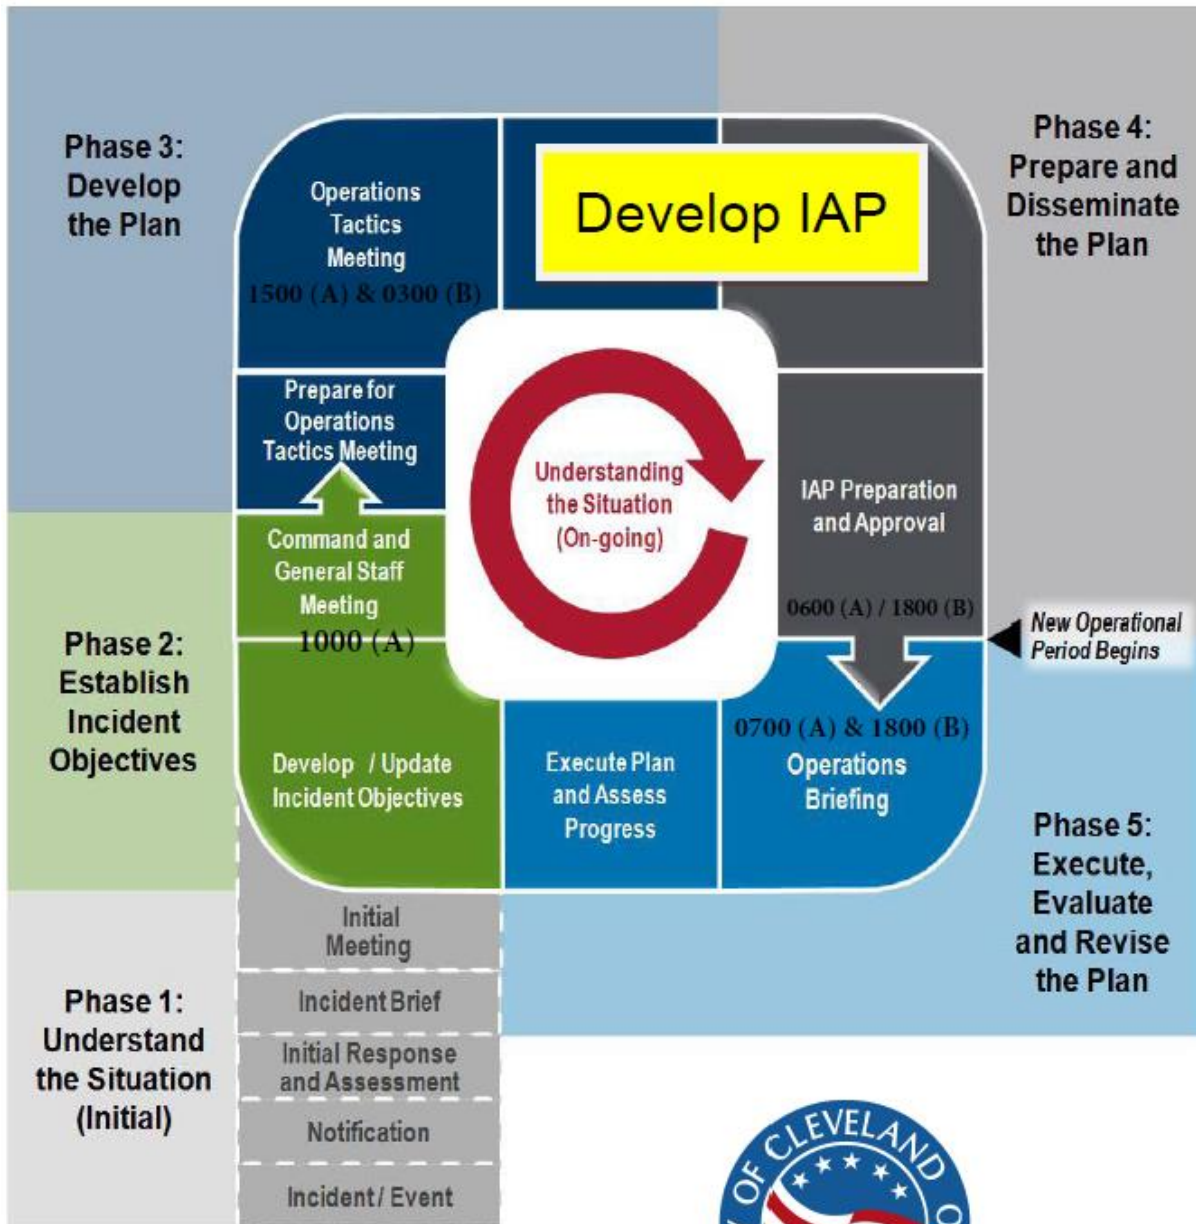 Phase 3:
Develop
the Plan
Operations
Tactics
Meeting
1500 (A) & 0300 (B)
Develop IAP
Phase 4:
Prepare and
Disseminate
the Plan
Prepare for
Operations
Tactics Meeting
Command and
General Staff
Meeting
1000 (A)
Understanding
the Situation
(On-going)
IAP Preparation
and Approval
0600 (A) / 1800 (B)
New Operational
Period Begins
Phase 2:
Establish
Incident
Objectives
Develop / Update
Incident Objectives
Execute Plan
and Assess
Progress
0700 (A) & 1800 (B)
Operations
Briefing
Phase 5:
Execute,
Evaluate
and Revise
the Plan
Phase 1:
Understand
the Situation
(Initial)
Initial
Meeting
Incident Brief
Initial Response
and Assessment
Notification
Incident / Event
OF CLEVELAND